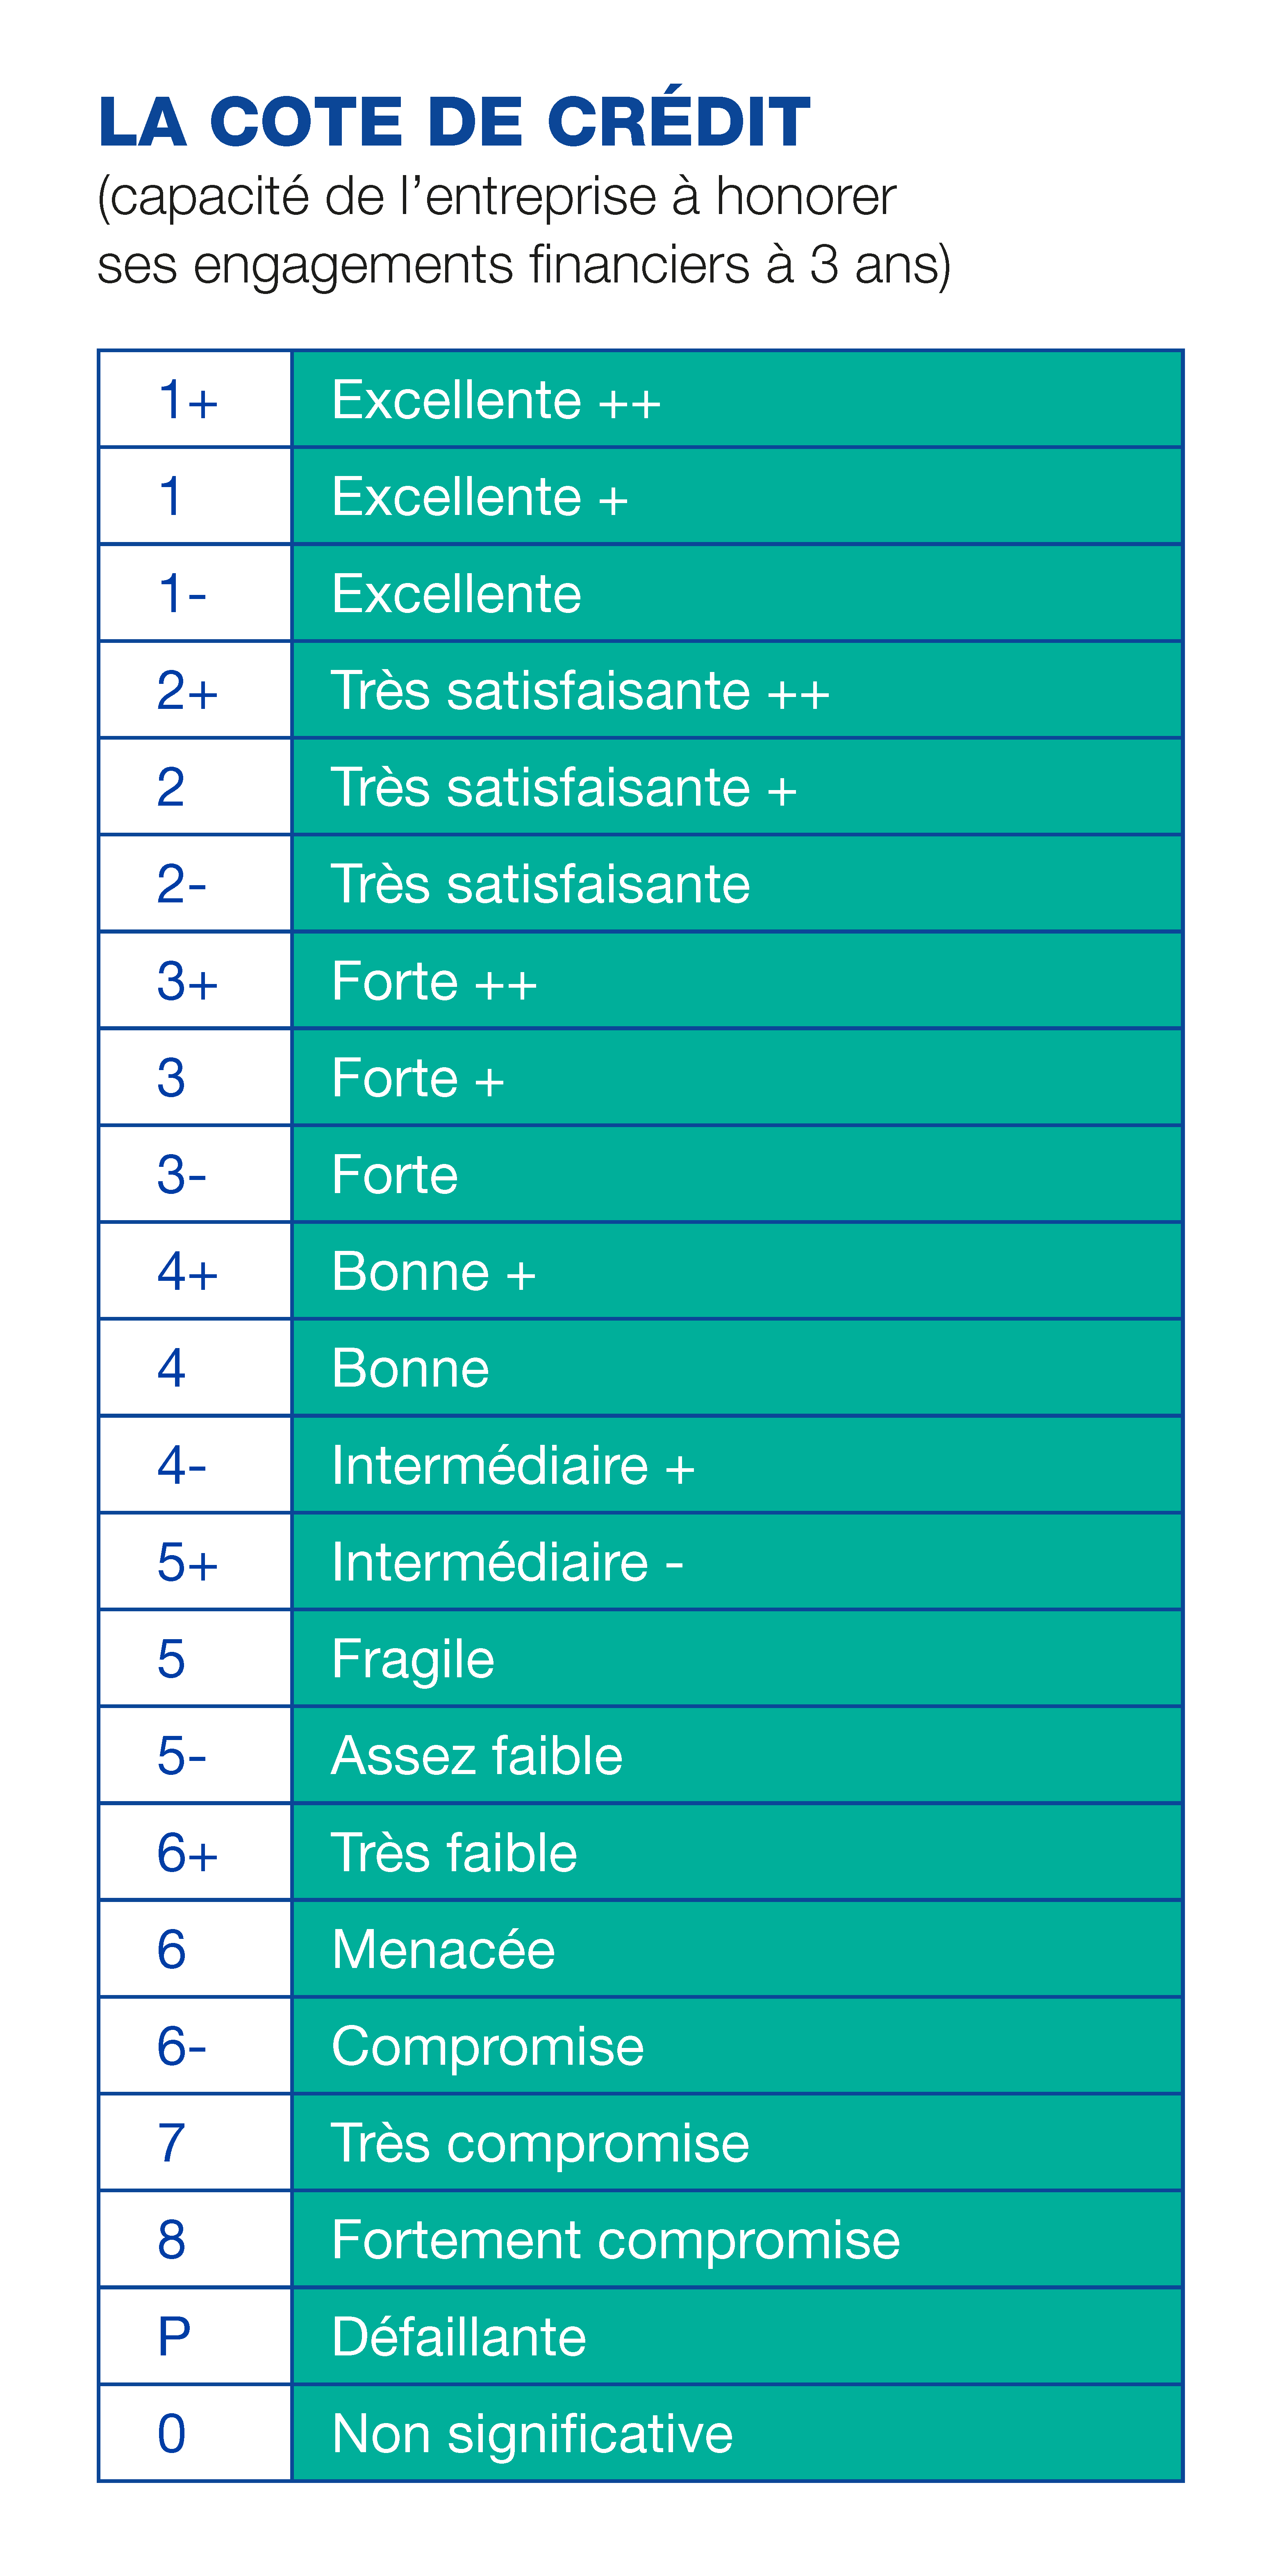 LA COTE DE CRÉDIT
(capacité de l’entreprise à honorer
ses engagements financiers à 3 ans)
1+ Excellente ++
1 Excellente +
1- Excellente
2+ Très satisfaisante ++
2 Très satisfaisante +
2- Très satisfaisante
3+ Forte ++
3 Forte +
3- Forte
4+ Bonne +
4 Bonne
4- Intermédiaire +
5+ Intermédiaire -
5 Fragile
5- Assez faible
6+ Très faible
6 Menacée
6- Compromise
7 Très compromise
8 Fortement compromise
P Défaillante
0 Non significative